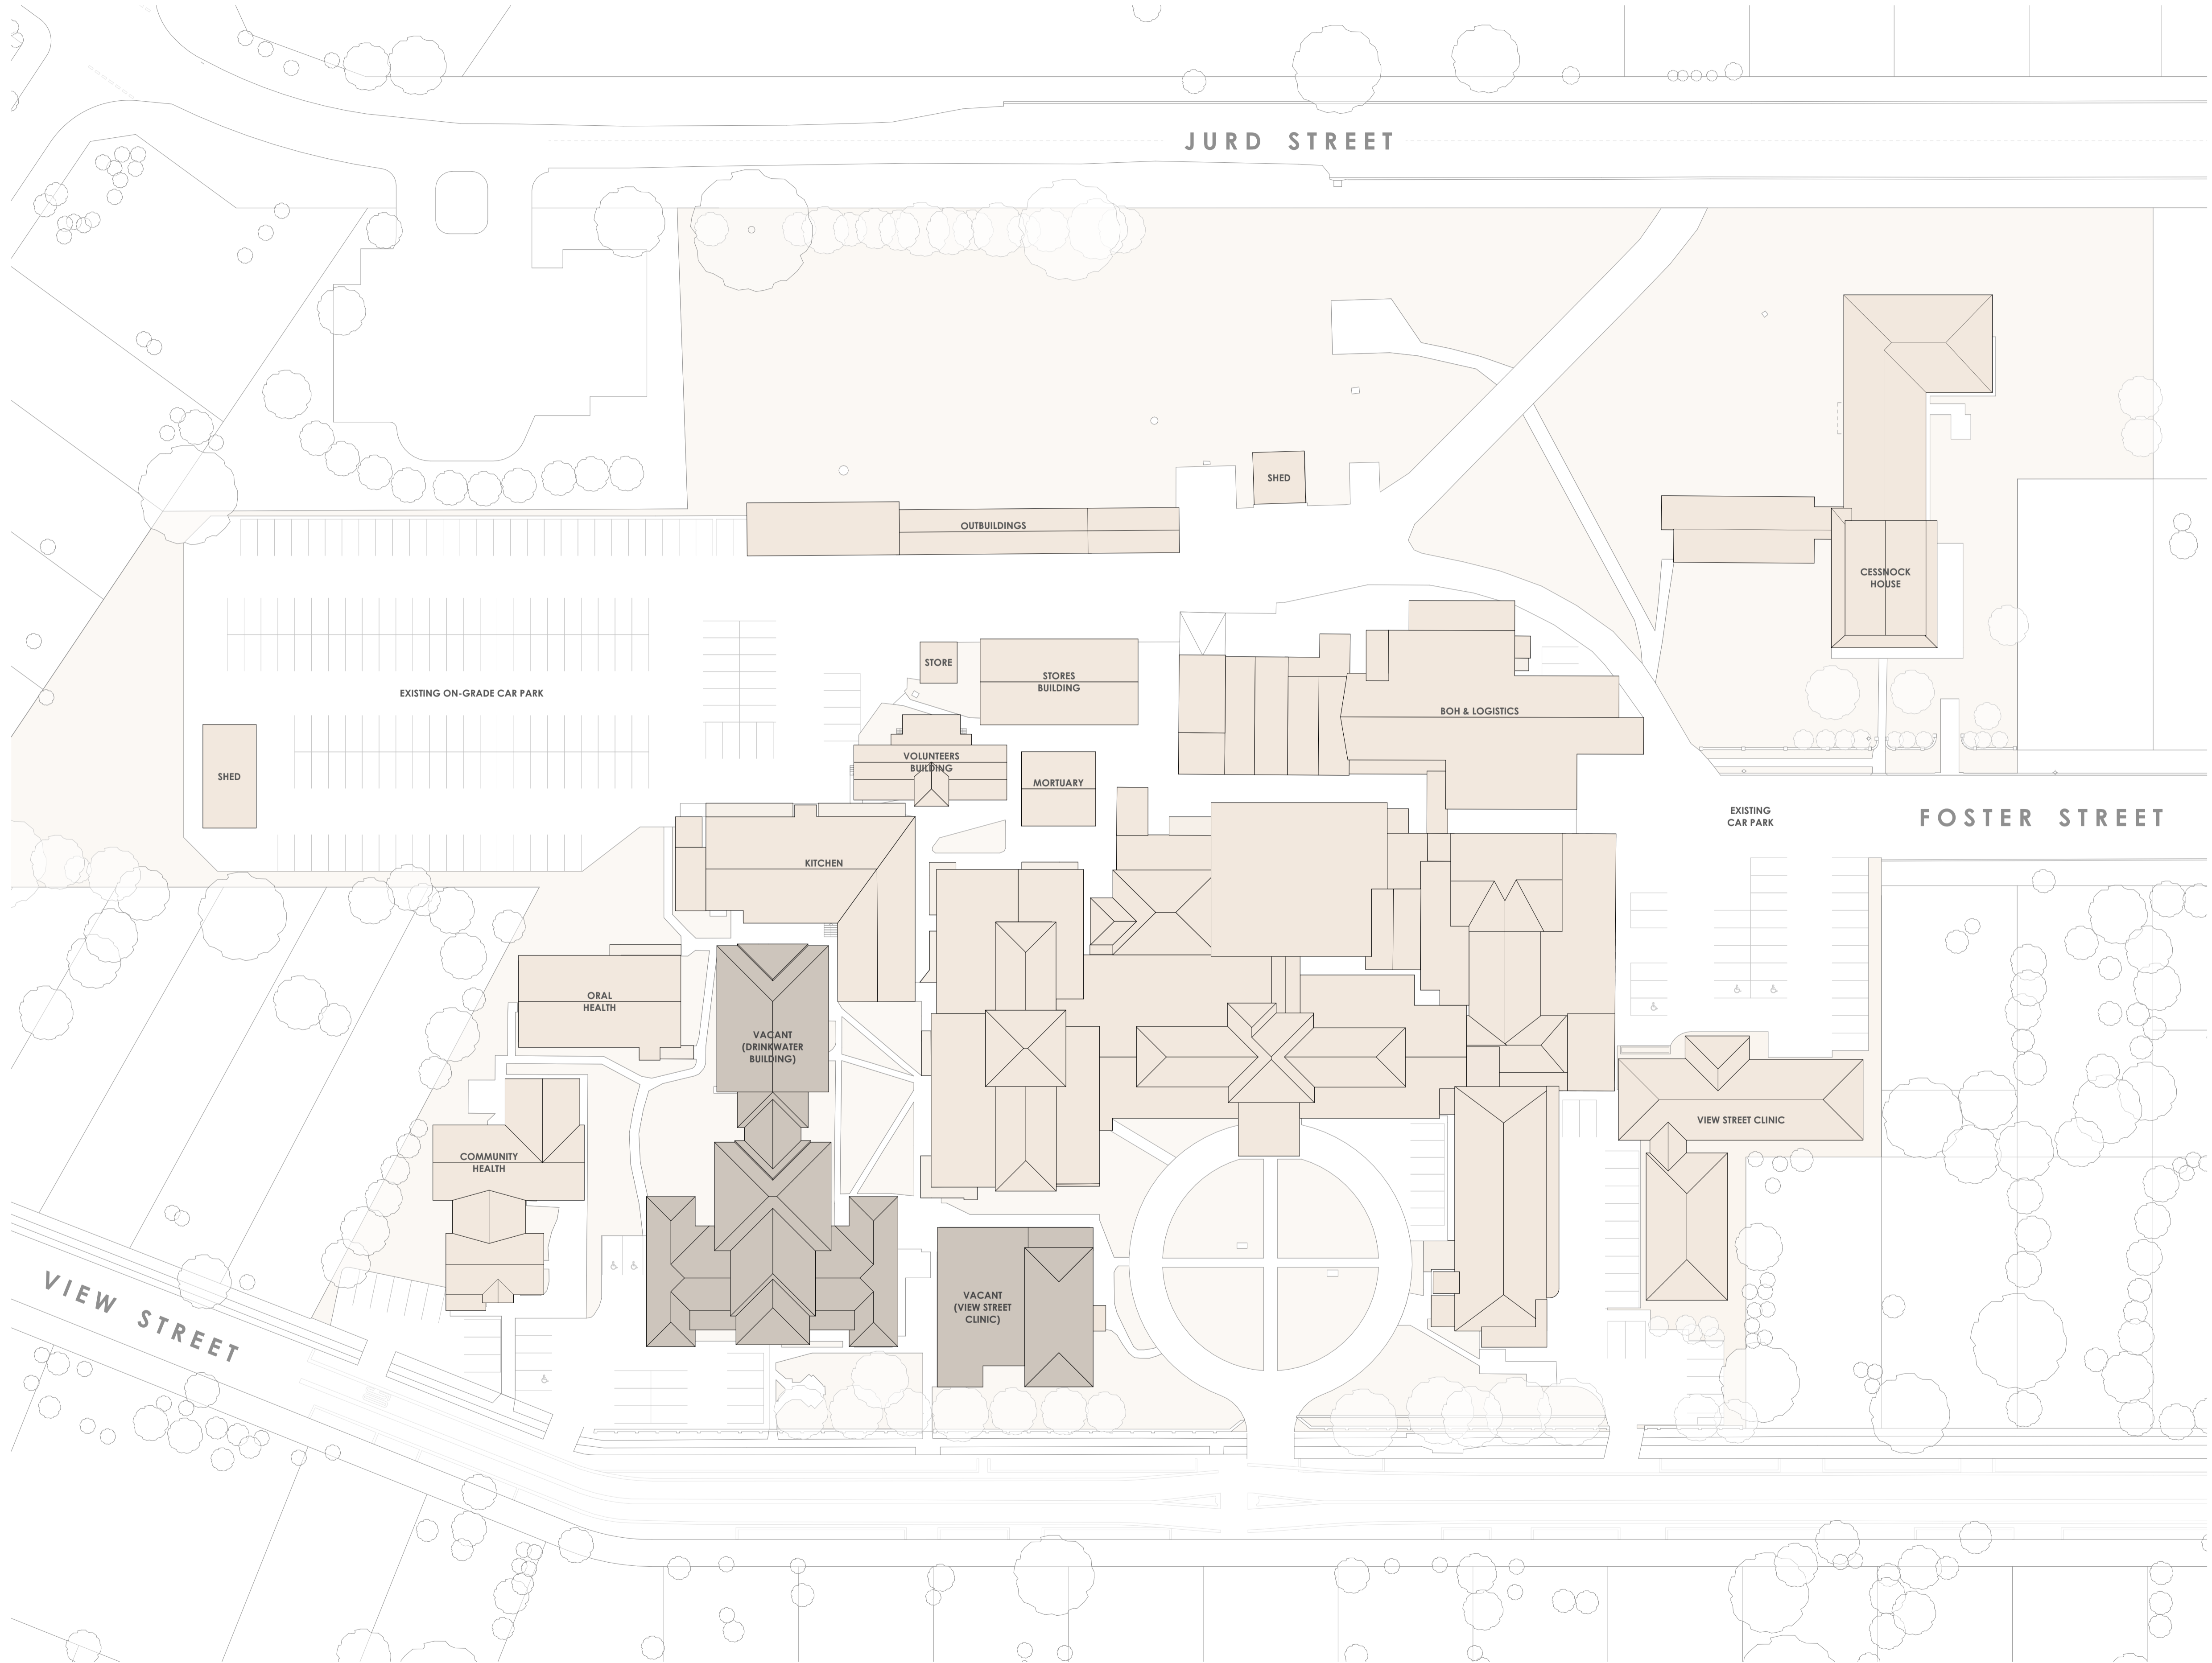 JURD STREET
SHED
OUTBUILDINGS
CESSNOCK
HOUSE
STORE
STORES
BUILDING
EXISTING ON-GRADE CAR PARK
BOH & LOGISTICS
VOLUNTEERS
BUILDING
SHED
MORTUARY
EXISTING
CAR PARK
FOSTER STREET
KITCHEN
ORAL
HEALTH
VACANT
(DRINKWATER
BUILDING)
VIEW STREET CLINIC
COMMUNITY
HEALTH
VACANT
(VIEW STREET
CLINIC)
VIEW STREET